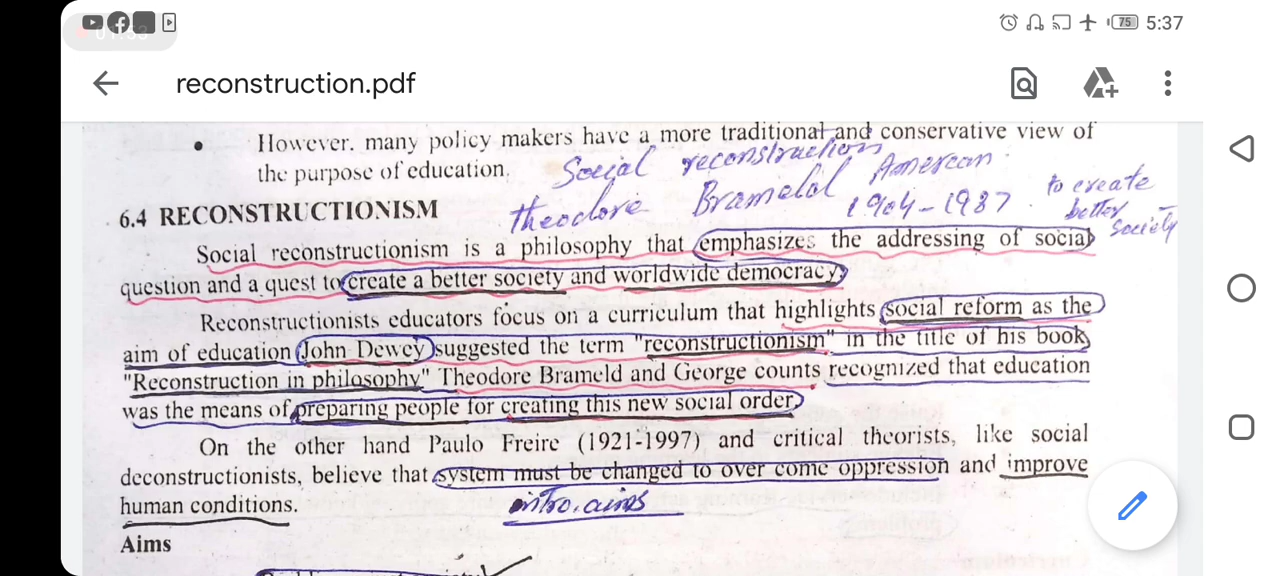 01:53
75 5:37
reconstruction.pdf
• However. many policy makers have a more traditional and conservative view of
the purpose of education.
Social reconstruction American
Theodore Brameld 1904-1987. to create
better
society
6.4 RECONSTRUCTIONISM
Social reconstructionism is a philosophy that emphasizes the addressing of social
question and a quest to create a better society and worldwide democracy.
Reconstructionists educators focus on a curriculum that highlights social reform as the
aim of education John Dewey suggested the term "reconstructionism" in the title of his book
"Reconstruction in philosophy" Theodore Brameld and George counts recognized that education
was the means of preparing people for creating this new social order.
On the other hand Paulo Freire (1921-1997) and critical theorists, like social
deconstructionists, believe that system must be changed to over come oppression and improve
human conditions.
intro. aims
Aims